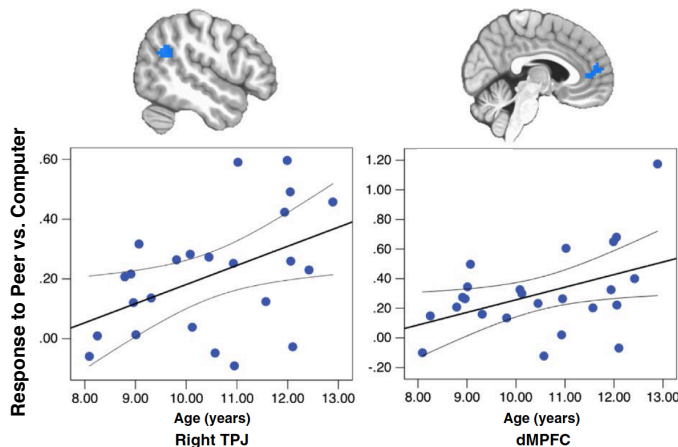 Response to Peer vs. Computer
.60
.40
.20
.00
8.00 9.00 10.00 11.00 12.00 13.00
Age (years)
Right TPJ
1.20
1.00
.80
.60
.40
.20
.00
-.20
8.00 9.00 10.00 11.00 12.00 13.00
Age (years)
dMPFC